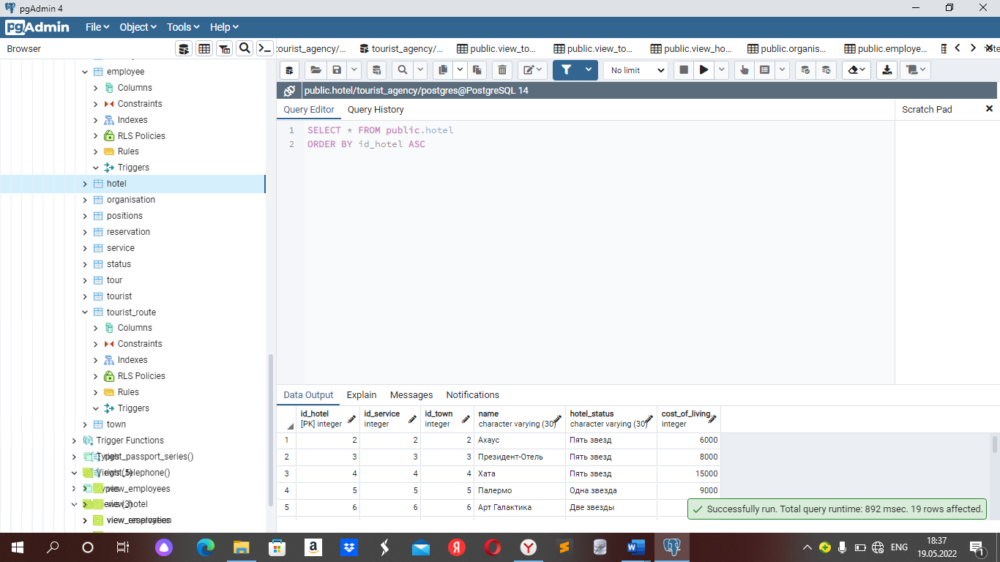 pgAdmin 4
pgAdmin File Object Tools Help
Browser
tourist_agency/... tourist_agency/... public.view_to... public.view_to... public.view_ho... public.organis... public.employe...
No limit
public.hotel/tourist_agency/postgres@PostgreSQL 14
Query Editor Query History
Scratch Pad
1 SELECT * FROM public.hotel
2 ORDER BY id_hotel ASC
employee
Columns
Constraints
Indexes
RLS Policies
Rules
Triggers
hotel
organisation
positions
reservation
service
status
tour
tourist
tourist_route
Columns
Constraints
Indexes
RLS Policies
Rules
Triggers
town
Trigger Functions
right_passport_series()
right_telephone()
view_employees
view_hotel
Data Output Explain Messages Notifications
id_hotel id_service id_town name hotel_status cost_of_living
[PK] integer integer integer character varying (30) character varying (30) integer
1 2 2 2 Ахаус Пять звезд 6000
2 3 3 3 Президент-Отель Пять звезд 8000
3 4 4 4 Хата Пять звезд 15000
4 5 5 5 Палермо Одна звезда 9000
5 6 6 6 Арт Галактика Две звезды
Successfully run. Total query runtime: 892 msec. 19 rows affected.
ENG
18:37
19.05.2022
1